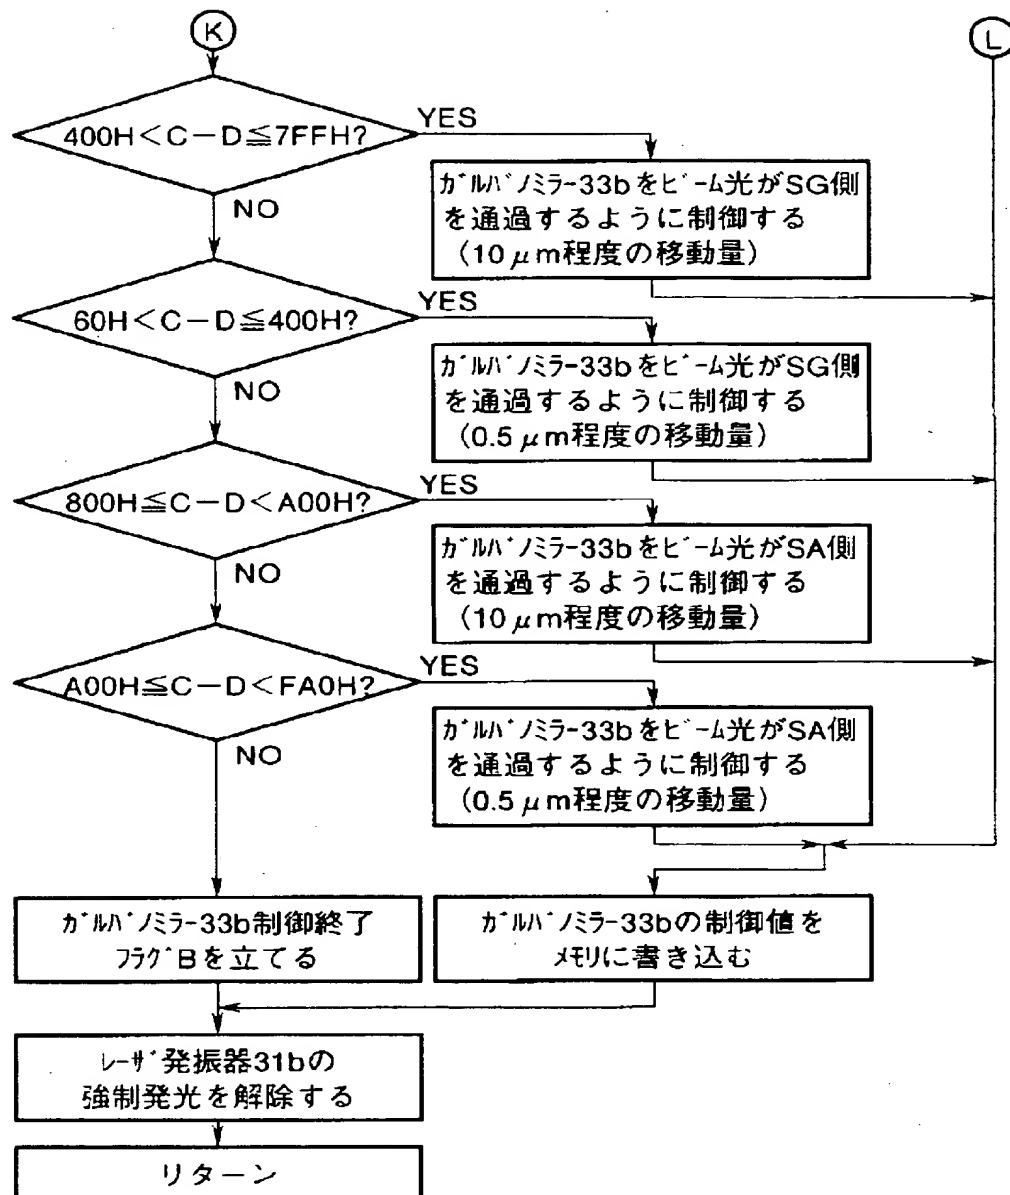 K
L
400H<C-D≦7FFH?
YES
ガルバノミラー33bをビーム光がSG側
を通過するように制御する
(10μm程度の移動量)
NO
60H<C-D≦400H?
YES
ガルバノミラー33bをビーム光がSG側
を通過するように制御する
(0.5μm程度の移動量)
NO
800H≦C-D<A00H?
YES
ガルバノミラー33bをビーム光がSA側
を通過するように制御する
(10μm程度の移動量)
NO
A00H≦C-D<FA0H?
YES
ガルバノミラー33bをビーム光がSA側
を通過するように制御する
(0.5μm程度の移動量)
NO
ガルバノミラー33b制御終了
フラグBを立てる
ガルバノミラー33bの制御値を
メモリに書き込む
レーザ発振器31bの
強制発光を解除する
リターン